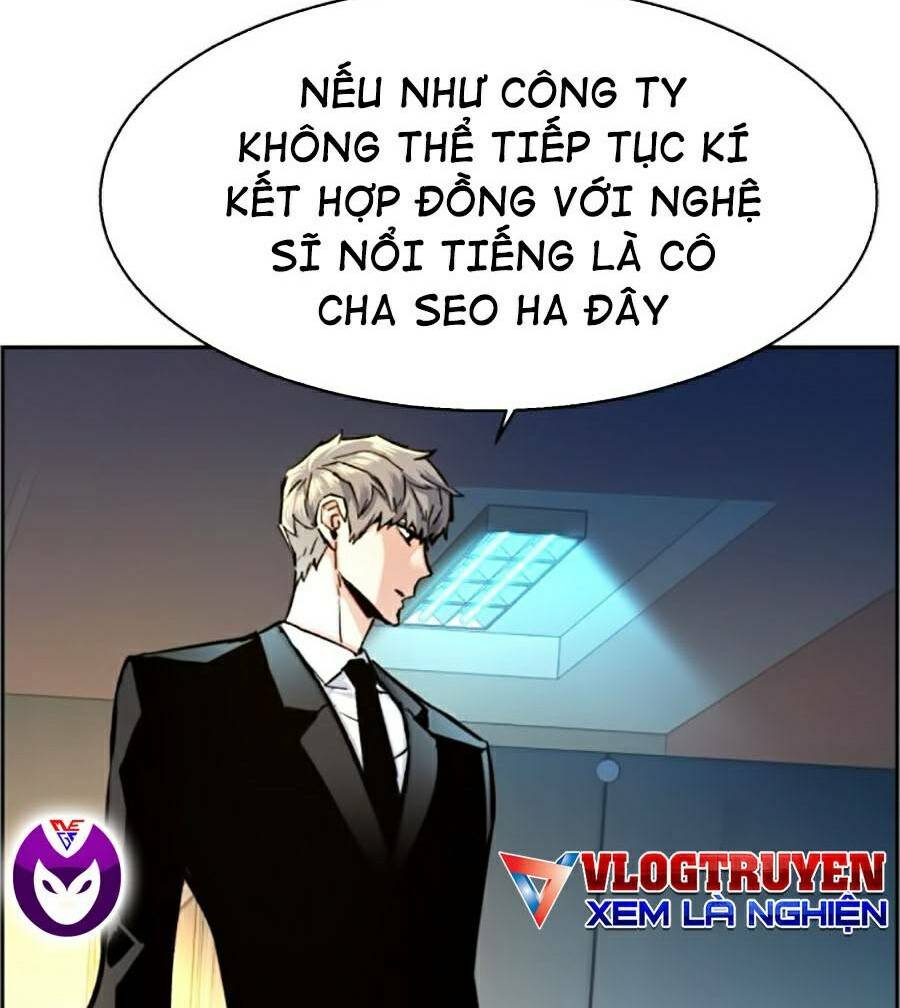 NẾU NHƯ CÔNG TY
KHÔNG THỂ TIẾP TỤC KÍ
KẾT HỢP ĐỒNG VỚI NGHỆ
SĨ NỔI TIẾNG LÀ CÔ
CHA SEO HA ĐÂY
VLOGTRUYEN
XEM LÀ NGHIỆN